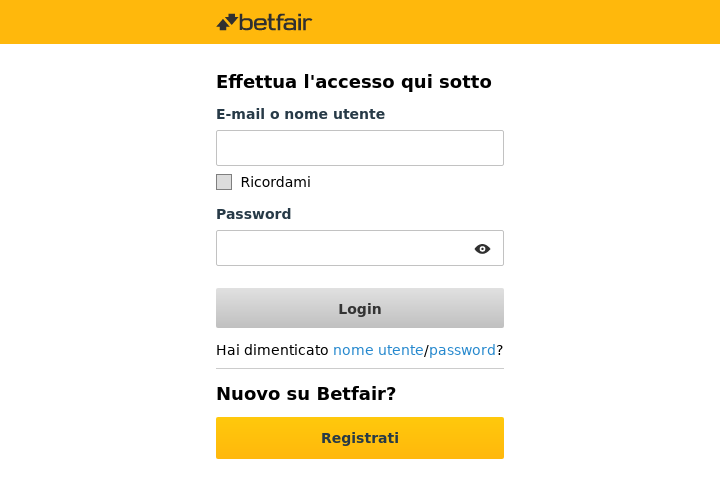 betfair
Effettua l'accesso qui sotto
E-mail o nome utente
Ricordami
Password
Login
Hai dimenticato nome utente/password?
Nuovo su Betfair?
Registrati